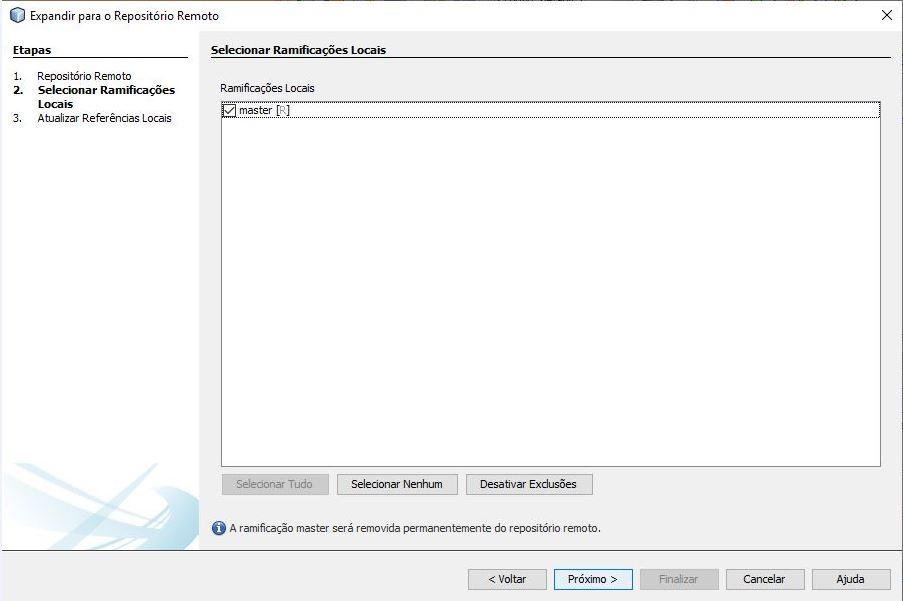 Expandir para o Repositório Remoto
Etapas
1. Repositório Remoto
2. Selecionar Ramificações
Locais
3. Atualizar Referências Locais
Selecionar Ramificações Locais
Ramificações Locais
master [R]
Selecionar Tudo
Selecionar Nenhum
Desativar Exclusões
A ramificação master será removida permanentemente do repositório remoto.
< Voltar
Próximo >
Finalizar
Cancelar
Ajuda